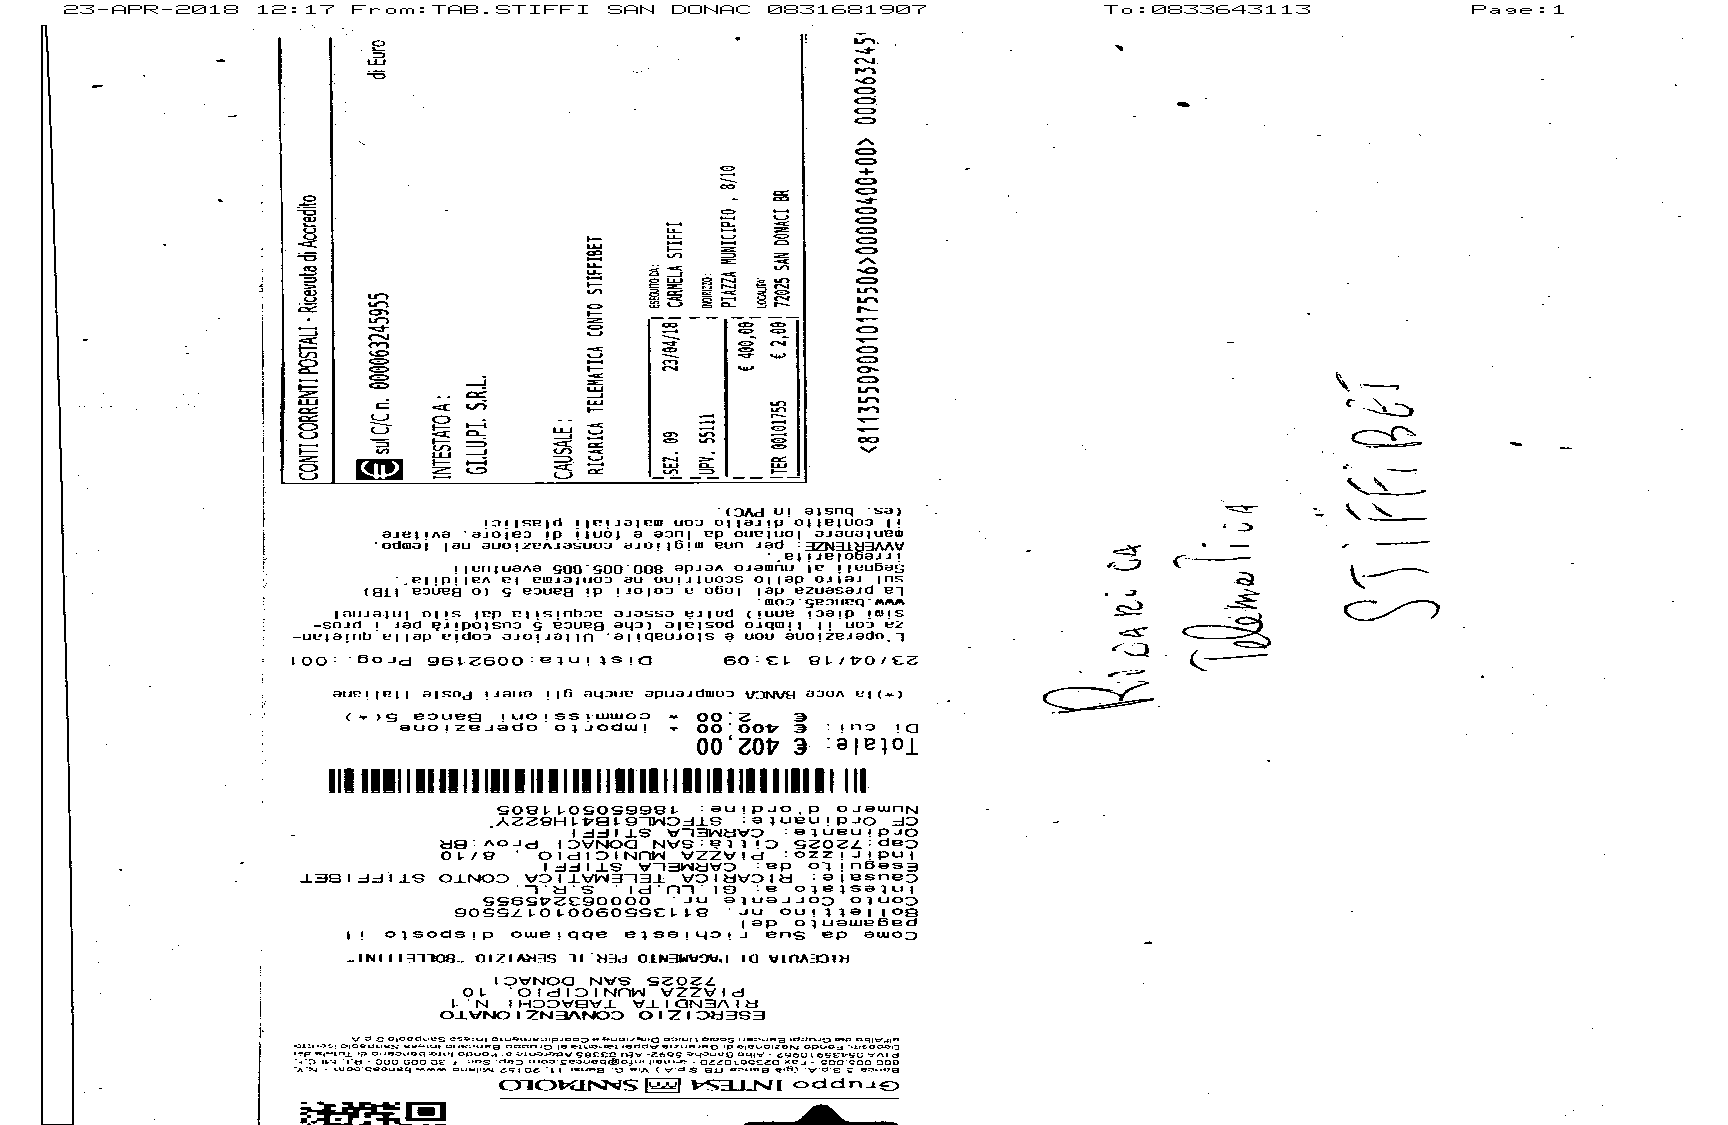 23-APR-2018 12:17 From:TAB.STIFFI SAN DONAC 0831681907 To:0833643113 Page:1
CONTI CORRENTI POSTALI - Ricevuta di Accredito
sul C/C n. 000063245955 di Euro
INTESTATO A :
GI.LU.PI. S.R.L.
CAUSALE :
RICARICA TELEMATICA CONTO STIFFIBET
SEZ. 09 23/04/18
UPV. 55111
€ 400,00
TER 00101755 € 2,00
ESEGUITO DA:
CARMELA STIFFI
INDIRIZZO:
PIAZZA MUNICIPIO , 8/10
LOCALITA'
72025 SAN DONACI BR
<811355090010175506>00000400+00> 000063245
Gruppo INTESA SANPAOLO
ESERCIZIO CONVENZIONATO
RIVENDITA TABACCHI N.1
PIAZZA MUNICIPIO, 10
72025 SAN DONACI
RICEVUTA DI PAGAMENTO PER IL SERVIZIO "BOLLETTINI"
Come da Sua richiesta abbiamo disposto il
pagamento del
Bollettino nr. 811355090010175506
Conto Corrente nr. 000063245955
Intestato a: GI.LU.PI. S.R.L.
Causale: RICARICA TELEMATICA CONTO STIFFIBET
Eseguito da: CARMELA STIFFI
Indirizzo: PIAZZA MUNICIPIO , 8/10
Cap:72025 Città:SAN DONACI Prov:BR
Ordinante: CARMELA STIFFI
CF Ordinante: STFCML61B41H822Y
Numero d'ordine: 186650501180S
Totale: € 402,00
Di cui: € 400,00 * importo operazione
€ 2,00 * commissioni Banca 5(*)
(*)la voce BANCA comprende anche gli oneri Poste Italiane
23/04/18 13:09 Distinta:0092196 Prog.:001
L'operazione non è stornabile. Ulteriore copia della quietan-
za con il timbro postale (che Banca 5 custodirà per i pros-
simi dieci anni) potrà essere acquisita dal sito internet
www.banca5.com.
La presenza del logo a colori di Banca 5 (o Banca ITB)
sul retro dello scontrino ne conferma la validità.
Segnali al numero verde 800.005.005 eventuali
irregolarità.
AVVERTENZE: per una migliore conservazione nel tempo,
mantenere lontano da luce e fonti di calore, evitare
il contatto diretto con materiali plastici
(es. buste in PVC).
RicARicA
TeleMATicA
STiFFiBET